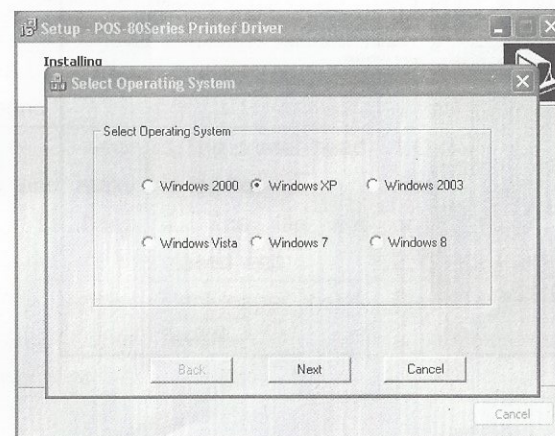 Setup - POS-80Series Printer Driver
Installing
Select Operating System
Select Operating System
Windows 2000 Windows XP Windows 2003
Windows Vista Windows 7 Windows 8
Back Next Cancel
Cancel